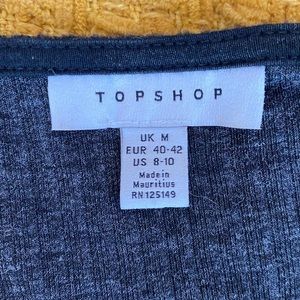 TOPSHOP
UK M
EUR 40-42
US 8-10
Made in
Mauritius
RN125149